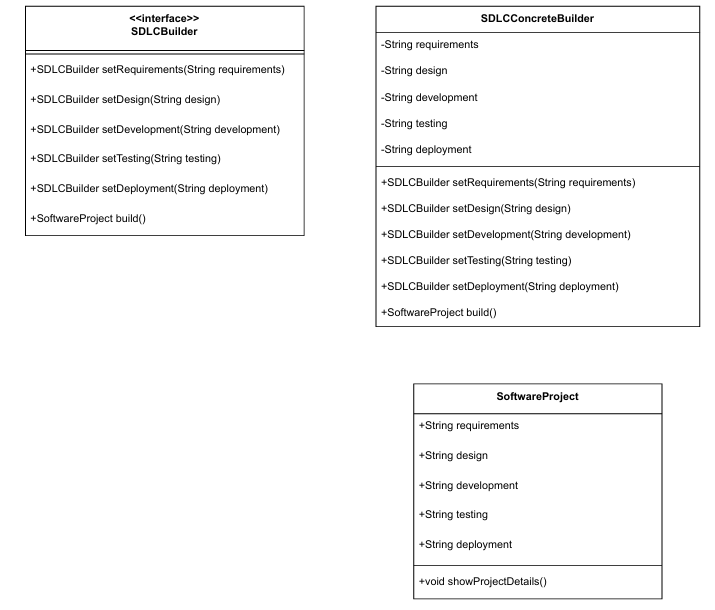 <<interface>>
SDLCBuilder
+SDLCBuilder setRequirements(String requirements)
+SDLCBuilder setDesign(String design)
+SDLCBuilder setDevelopment(String development)
+SDLCBuilder setTesting(String testing)
+SDLCBuilder setDeployment(String deployment)
+SoftwareProject build()
SDLCConcreteBuilder
-String requirements
-String design
-String development
-String testing
-String deployment
+SDLCBuilder setRequirements(String requirements)
+SDLCBuilder setDesign(String design)
+SDLCBuilder setDevelopment(String development)
+SDLCBuilder setTesting(String testing)
+SDLCBuilder setDeployment(String deployment)
+SoftwareProject build()
SoftwareProject
+String requirements
+String design
+String development
+String testing
+String deployment
+void showProjectDetails()